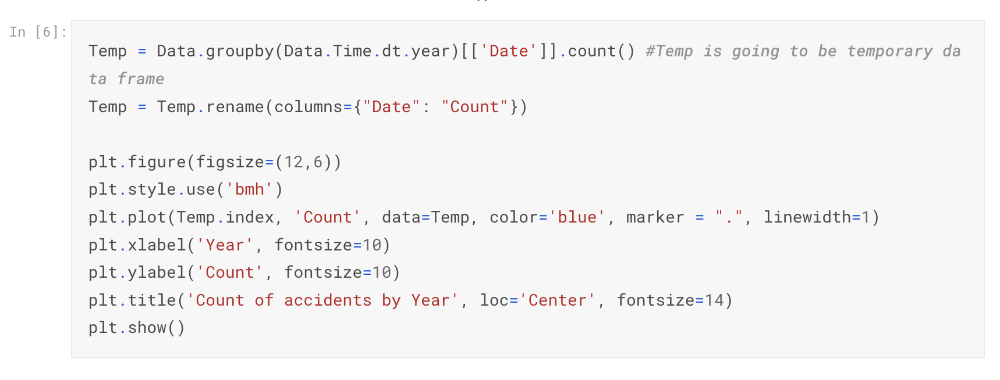 In [6]:
Temp = Data.groupby(Data.Time.dt.year)[['Date']].count() #Temp is going to be temporary da
ta frame
Temp = Temp.rename(columns={"Date": "Count"})

plt.figure(figsize=(12,6))
plt.style.use('bmh')
plt.plot(Temp.index, 'Count', data=Temp, color='blue', marker = ".", linewidth=1)
plt.xlabel('Year', fontsize=10)
plt.ylabel('Count', fontsize=10)
plt.title('Count of accidents by Year', loc='Center', fontsize=14)
plt.show()